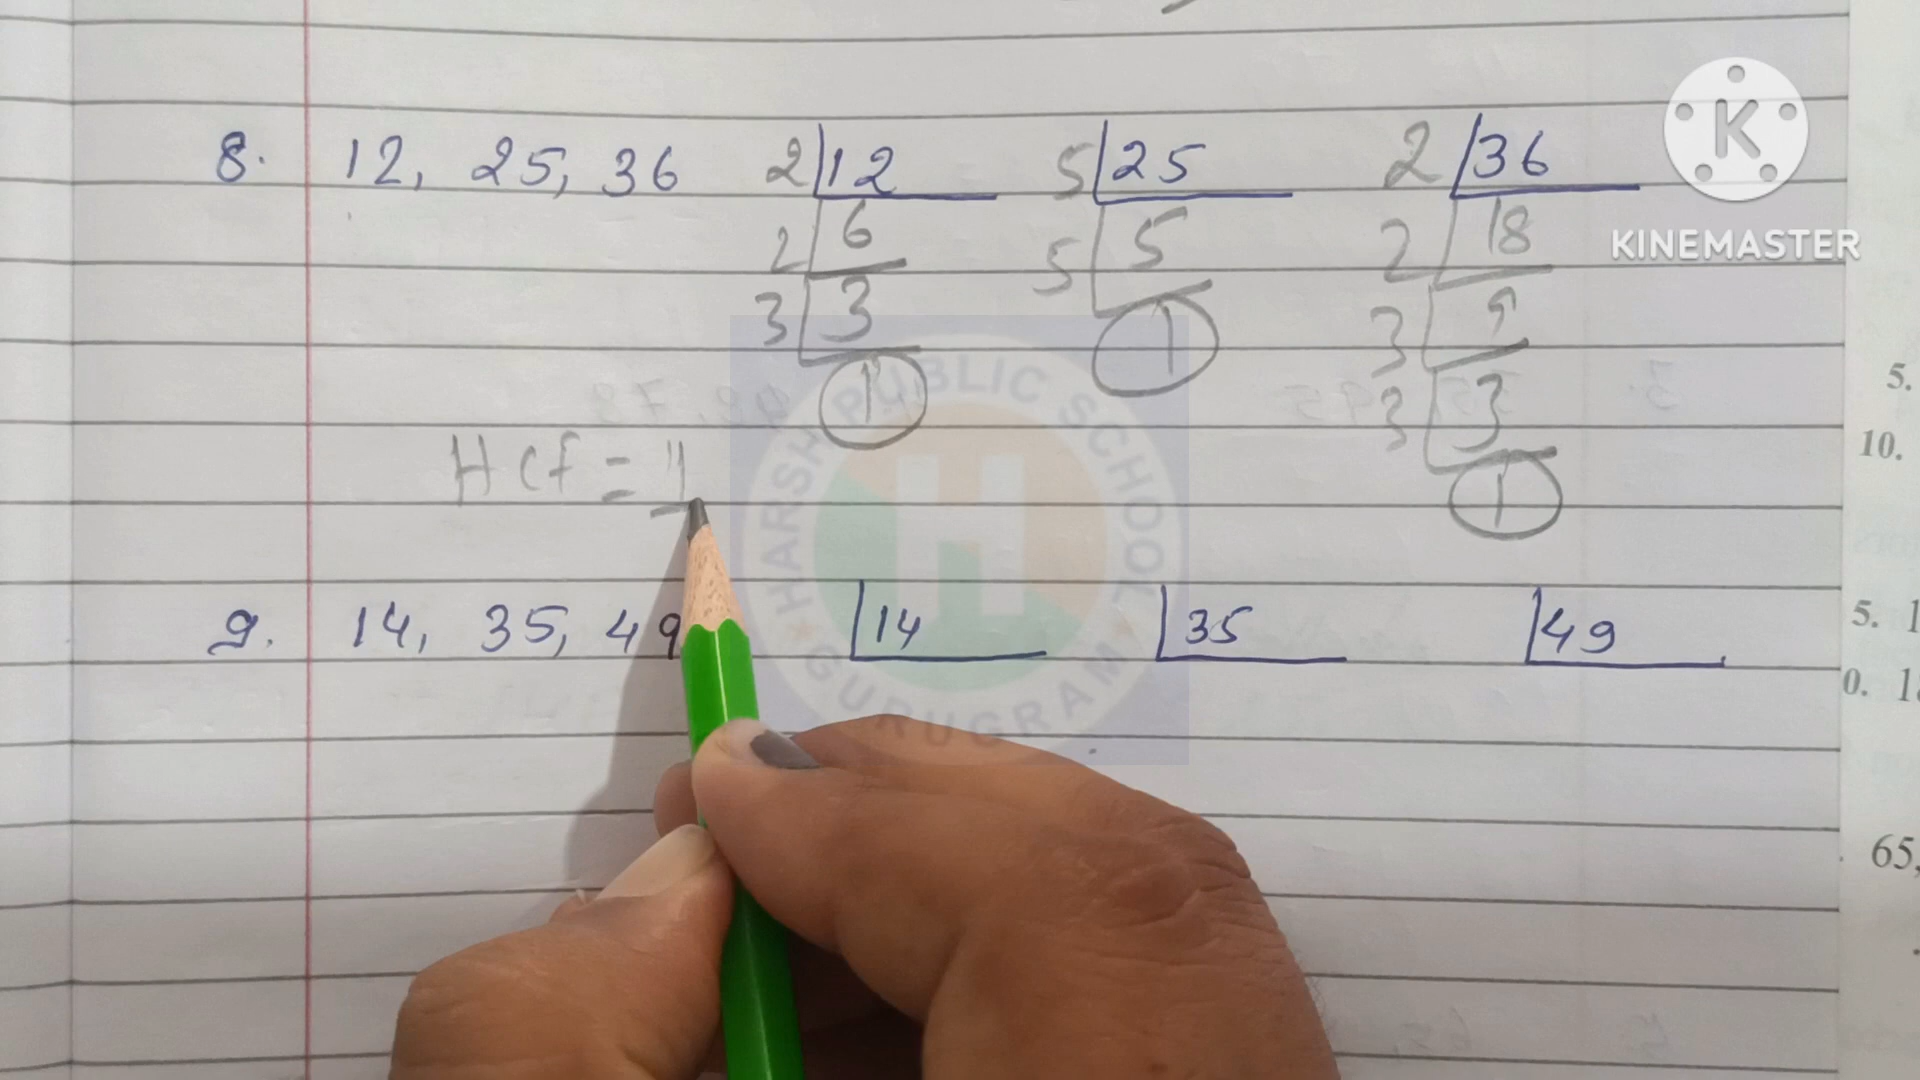 8. 12, 25, 36 2 12 5 25 2 36
2 6 5 5 2 18
3 3 1 3 9
1 3 3
HCf = 1 1
9. 14, 35, 49 14 35 49
KINEMASTER
HARSH PUBLIC SCHOOL
GURUGRAM
H
5.
10.
5. 1
0. 1
65,